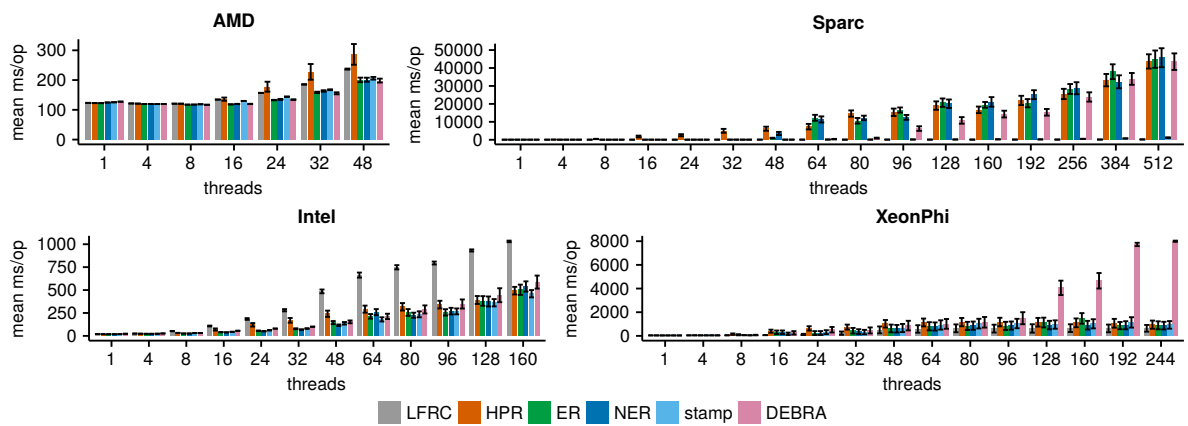 AMD
mean ms/op
300
200
100
0
1 4 8 16 24 32 48
threads
Sparc
mean ms/op
50000
40000
30000
20000
10000
0
1 4 8 16 24 32 48 64 80 96 128 160 192 256 384 512
threads
Intel
mean ms/op
1000
750
500
250
0
1 4 8 16 24 32 48 64 80 96 128 160
threads
XeonPhi
mean ms/op
8000
6000
4000
2000
0
1 4 8 16 24 32 48 64 80 96 128 160 192 244
threads
LFRC HPR ER NER stamp DEBRA